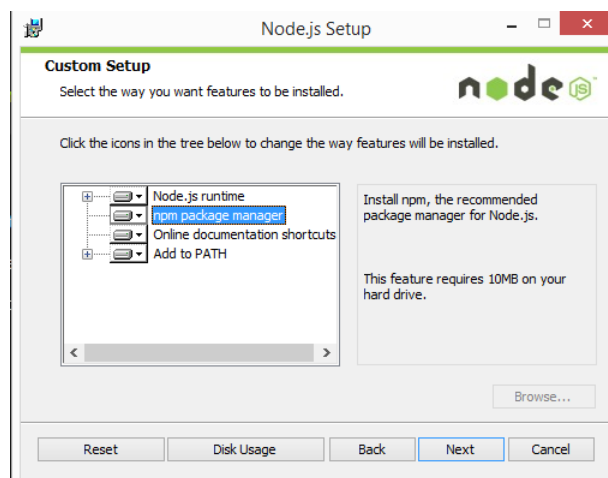 Node.js Setup
Custom Setup
Select the way you want features to be installed.
node
JS
Click the icons in the tree below to change the way features will be installed.
Node.js runtime
npm package manager
Online documentation shortcuts
Add to PATH
Install npm, the recommended
package manager for Node.js.
This feature requires 10MB on your
hard drive.
Browse...
Reset
Disk Usage
Back
Next
Cancel